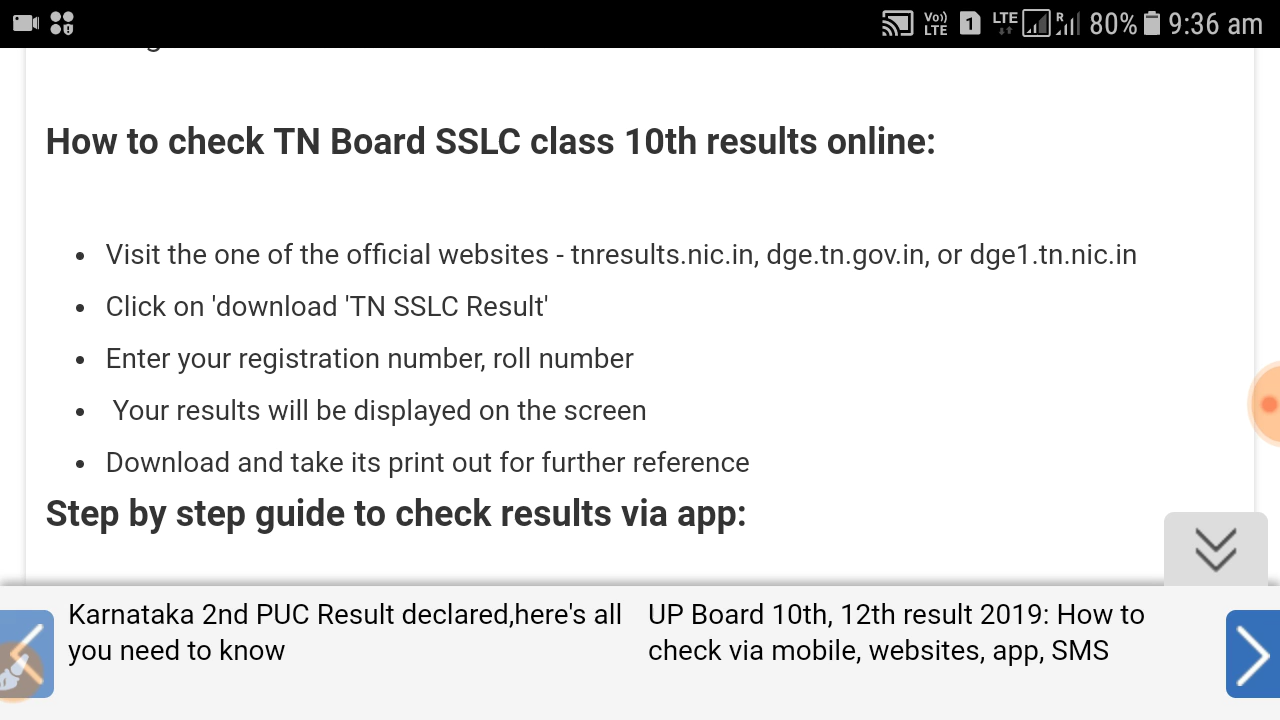 Vo)
LTE
1
LTE
R
80%
9:36 am
How to check TN Board SSLC class 10th results online:
Visit the one of the official websites - tnresults.nic.in, dge.tn.gov.in, or dge1.tn.nic.in
Click on 'download 'TN SSLC Result'
Enter your registration number, roll number
Your results will be displayed on the screen
Download and take its print out for further reference
Step by step guide to check results via app:
Karnataka 2nd PUC Result declared,here's all
you need to know
UP Board 10th, 12th result 2019: How to
check via mobile, websites, app, SMS